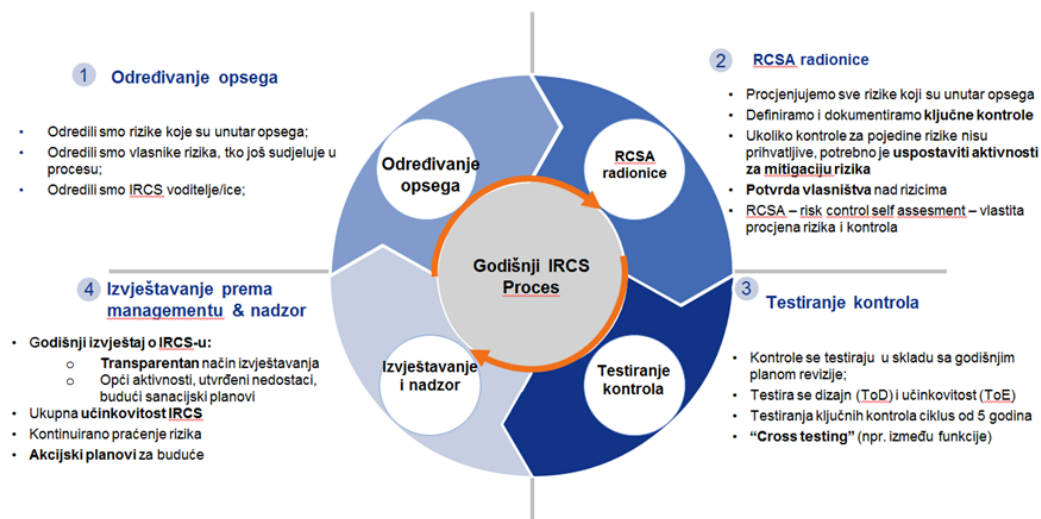 1 Određivanje opsega
• Odredili smo rizike koje su unutar opsega;
• Odredili smo vlasnike rizika, tko još sudjeluje u
procesu;
• Odredili smo IRCS voditelje/ice;
2 RCSA radionice
• Procjenjujemo sve rizike koji su unutar opsega
• Definiramo i dokumentiramo ključne kontrole
• Ukoliko kontrole za pojedine rizike nisu
prihvatljive, potrebno je uspostaviti aktivnosti
za mitigaciju rizika
• Potvrda vlasništva nad rizicima
• RCSA – risk control self assesment – vlastita
procjena rizika i kontrola
Određivanje
opsega
RCSA
radionice
Godišnji IRCS
Proces
Izvještavanje
i nadzor
Testiranje
kontrola
4 Izvještavanje prema
managementu & nadzor
• Godišnji izvještaj o IRCS-u:
o Transparentan način izvještavanja
o Opći aktivnosti, utvrđeni nedostaci,
budući sanacijski planovi
• Ukupna učinkovitost IRCS
• Kontinuirano praćenje rizika
• Akcijski planovi za buduće
3 Testiranje kontrola
• Kontrole se testiraju u skladu sa godišnjim
planom revizije;
• Testira se dizajn (ToD) i učinkovitost (ToE)
• Testiranja ključnih kontrola ciklus od 5 godina
• “Cross testing” (npr. između funkcije)